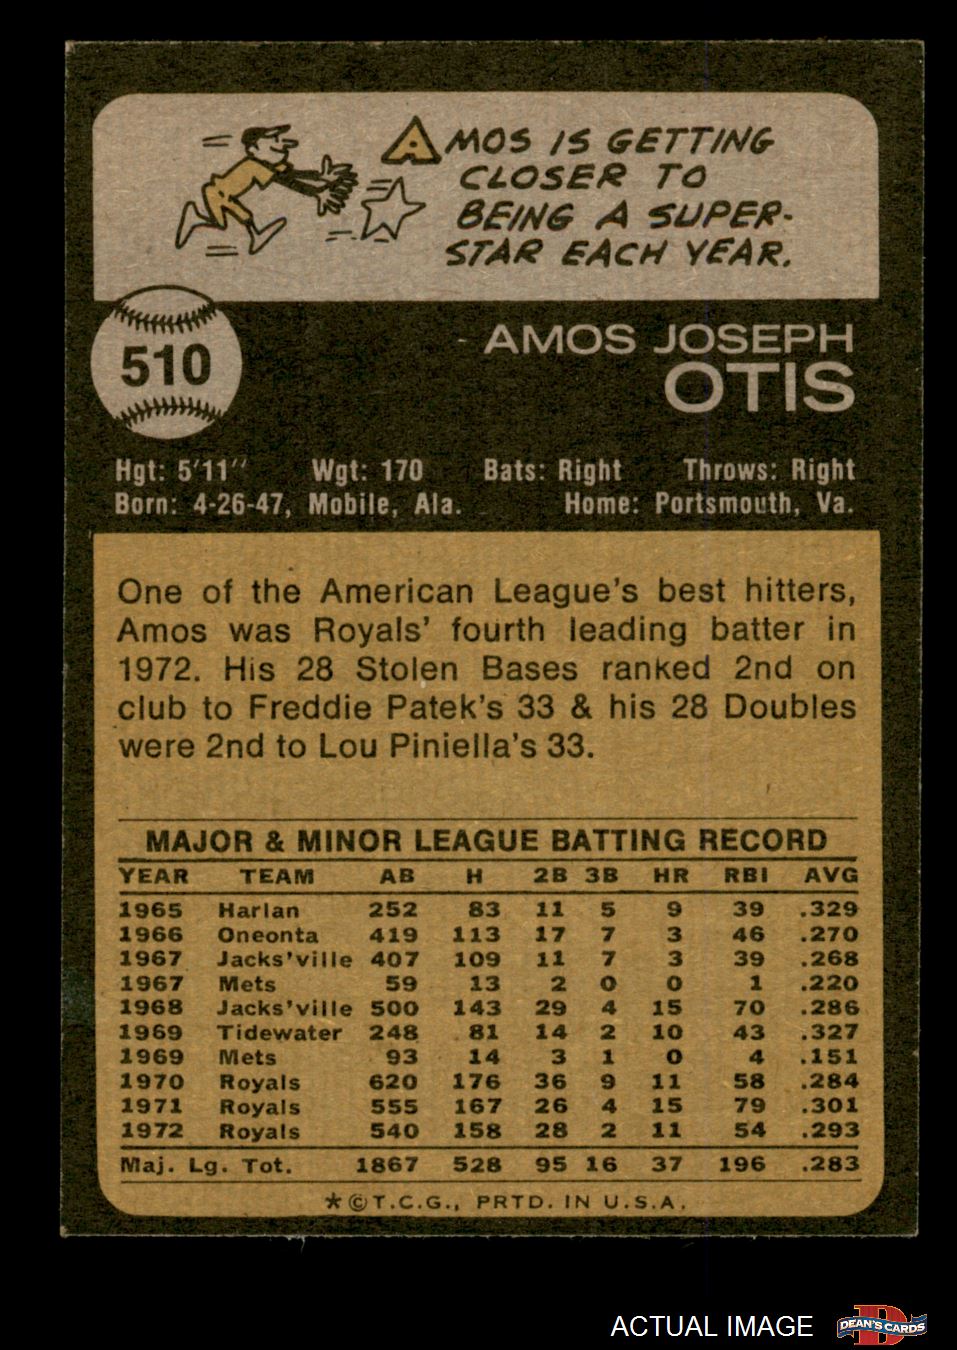 AMOS IS GETTING
CLOSER TO
BEING A SUPER-
STAR EACH YEAR.
510
AMOS JOSEPH
OTIS
Hgt: 5'11" Wgt: 170 Bats: Right Throws: Right
Born: 4-26-47, Mobile, Ala. Home: Portsmouth, Va.
One of the American League's best hitters,
Amos was Royals' fourth leading batter in
1972. His 28 Stolen Bases ranked 2nd on
club to Freddie Patek's 33 & his 28 Doubles
were 2nd to Lou Piniella's 33.
MAJOR & MINOR LEAGUE BATTING RECORD
YEAR TEAM AB H 2B 3B HR RBI AVG
1965 Harlan 252 83 11 5 9 39 .329
1966 Oneonta 419 113 17 7 3 46 .270
1967 Jacks'ville 407 109 11 7 3 39 .268
1967 Mets 59 13 2 0 0 1 .220
1968 Jacks'ville 500 143 29 4 15 70 .286
1969 Tidewater 248 81 14 2 10 43 .327
1969 Mets 93 14 3 1 0 4 .151
1970 Royals 620 176 36 9 11 58 .284
1971 Royals 555 167 26 4 15 79 .301
1972 Royals 540 158 28 2 11 54 .293
Maj. Lg. Tot. 1867 528 95 16 37 196 .283
*©T.C.G., PRTD. IN U.S.A.
ACTUAL IMAGE
D
DEAN'S CARDS